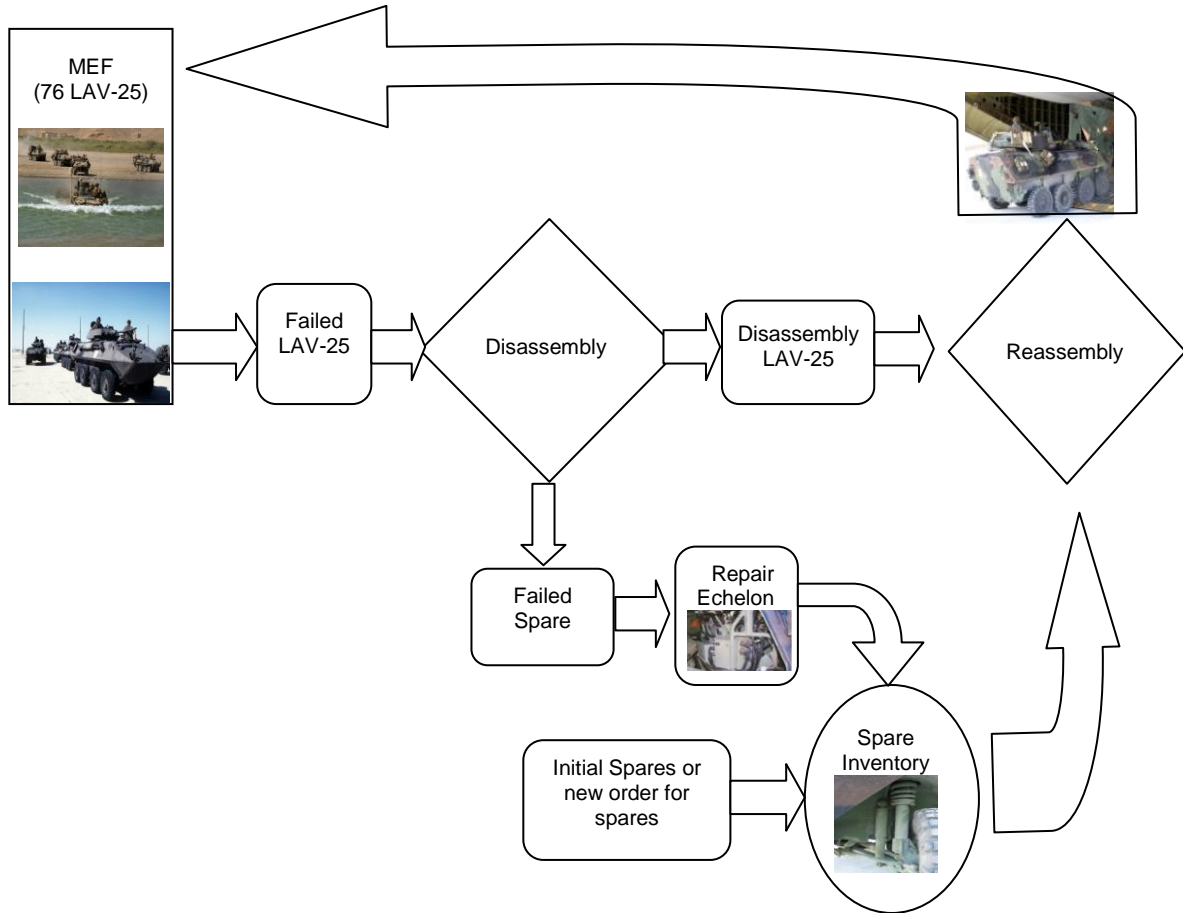 MEF
(76 LAV-25)
Failed
LAV-25
Disassembly
Disassembly
LAV-25
Reassembly
Failed
Spare
Repair
Echelon
Initial Spares or
new order for
spares
Spare
Inventory